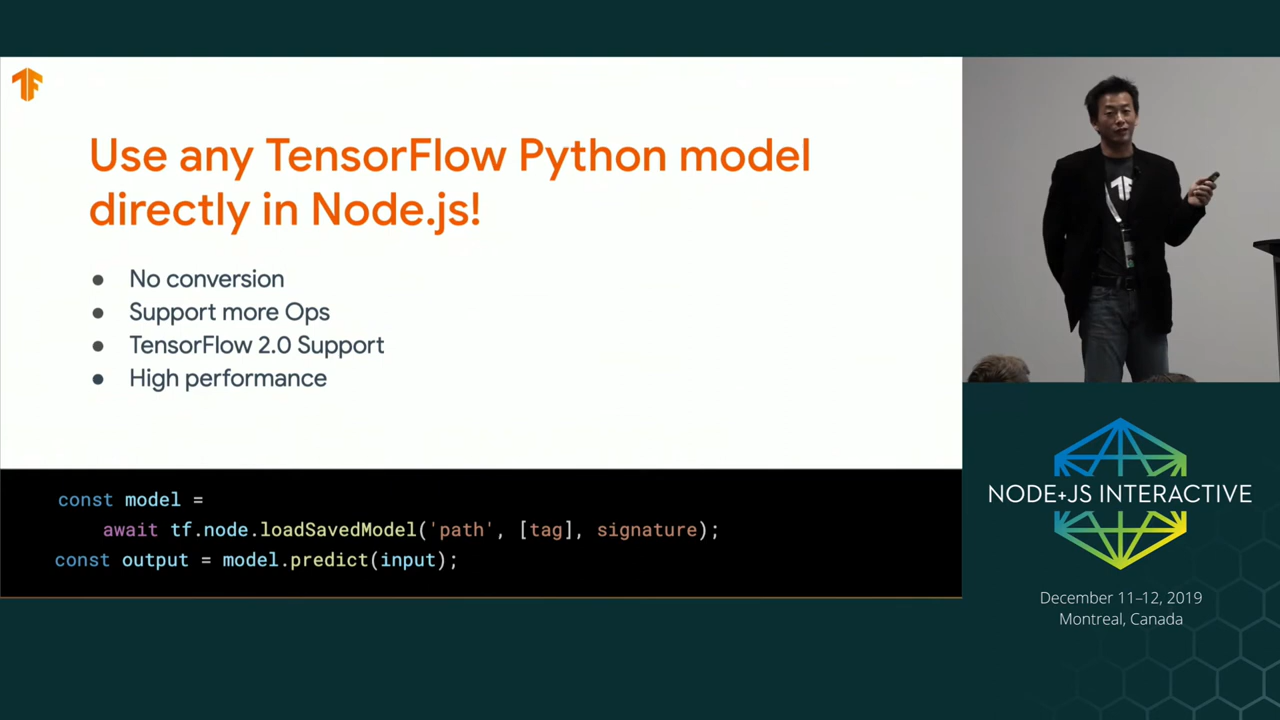 Use any TensorFlow Python model
directly in Node.js!
● No conversion
● Support more Ops
● TensorFlow 2.0 Support
● High performance
const model =
await tf.node.loadSavedModel('path', [tag], signature);
const output = model.predict(input);
NODE+JS INTERACTIVE
December 11–12, 2019
Montreal, Canada